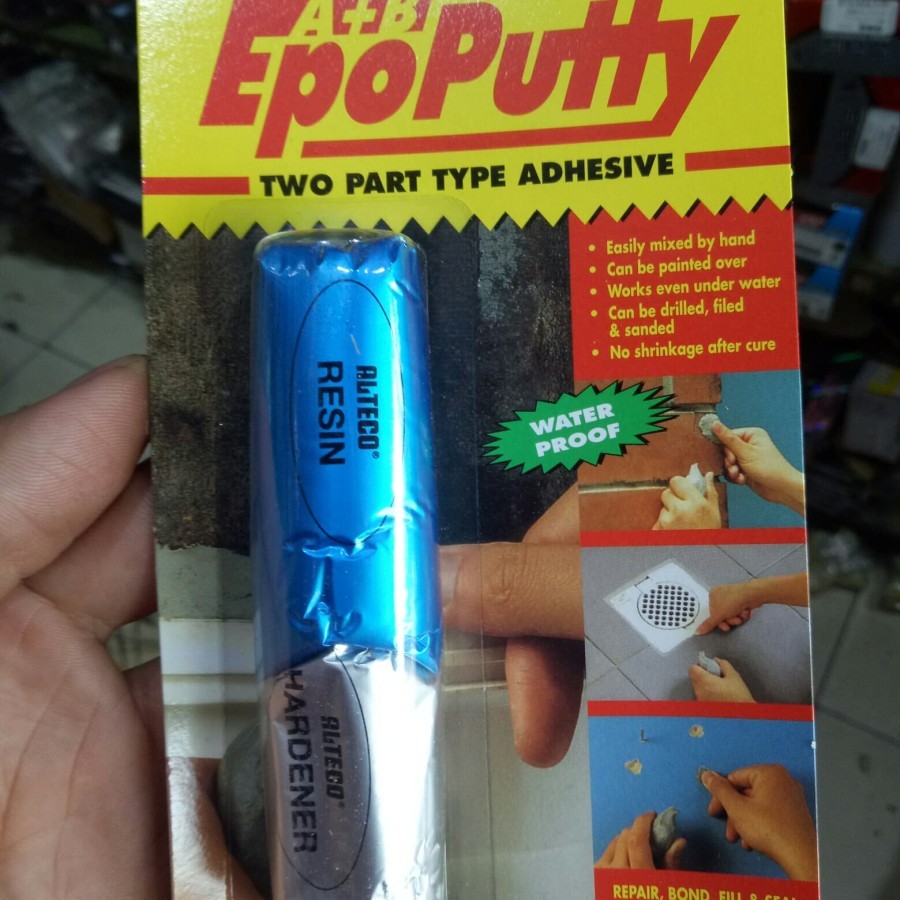 A+B
EpoPutty
TWO PART TYPE ADHESIVE
• Easily mixed by hand
• Can be painted over
• Works even under water
• Can be drilled, filed
& sanded
• No shrinkage after cure
WATER
PROOF
ALTECO®
RESIN
ALTECO®
HARDENER
REPAIR, BOND, FILL & SEAL